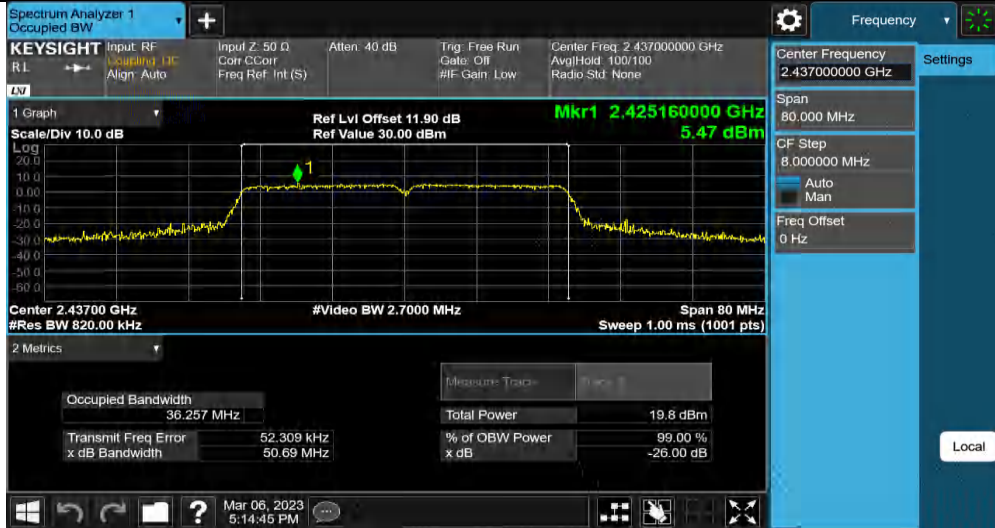 Spectrum Analyzer 1
Occupied BW
Frequency
KEYSIGHT
RL
LXI
Input: RF
Coupling: DC
Align: Auto
Input Z: 50 Ω
Corr CCorr
Freq Ref: Int (S)
Atten: 40 dB
Trig: Free Run
Gate: Off
#IF Gain: Low
Center Freq: 2.437000000 GHz
Avg|Hold: 100/100
Radio Std: None
Center Frequency
2.437000000 GHz
Settings
Span
80.000 MHz
CF Step
8.000000 MHz
Auto
Man
Freq Offset
0 Hz
Local
1 Graph
Scale/Div 10.0 dB
Ref Lvl Offset 11.90 dB
Ref Value 30.00 dBm
Mkr1 2.425160000 GHz
5.47 dBm
Log
20.0
10.0
0.00
-10.0
-20.0
-30.0
-40.0
-50.0
-60.0
1
Center 2.43700 GHz
#Video BW 2.7000 MHz
Span 80 MHz
#Res BW 820.00 kHz
Sweep 1.00 ms (1001 pts)
2 Metrics
Measure Trace
Trace 1
Occupied Bandwidth
36.257 MHz
Total Power
19.8 dBm
Transmit Freq Error
52.309 kHz
% of OBW Power
99.00 %
x dB Bandwidth
50.69 MHz
x dB
-26.00 dB
?
Mar 06, 2023
5:14:45 PM